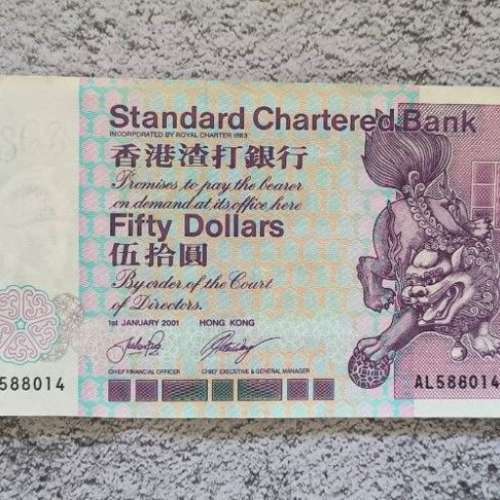 Standard Chartered Bank
INCORPORATED BY ROYAL CHARTER 1853
香港渣打銀行
Promises to pay the bearer
on demand at its office here
Fifty Dollars
伍拾圓
By order of the Court
of Directors.
1st JANUARY 2001 HONG KONG
CHIEF FINANCIAL OFFICER CHIEF EXECUTIVE & GENERAL MANAGER
588014 AL588014